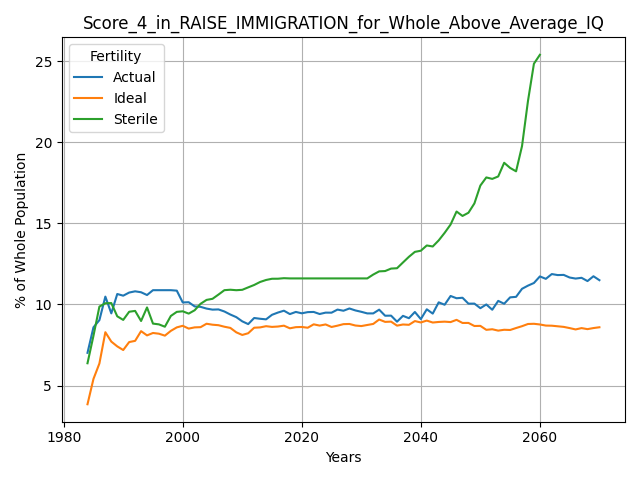 Score_4_in_RAISE_IMMIGRATION_for_Whole_Above_Average_IQ
Fertility
Actual
Ideal
Sterile
% of Whole Population
25
20
15
10
5
1980
2000
2020
2040
2060
Years